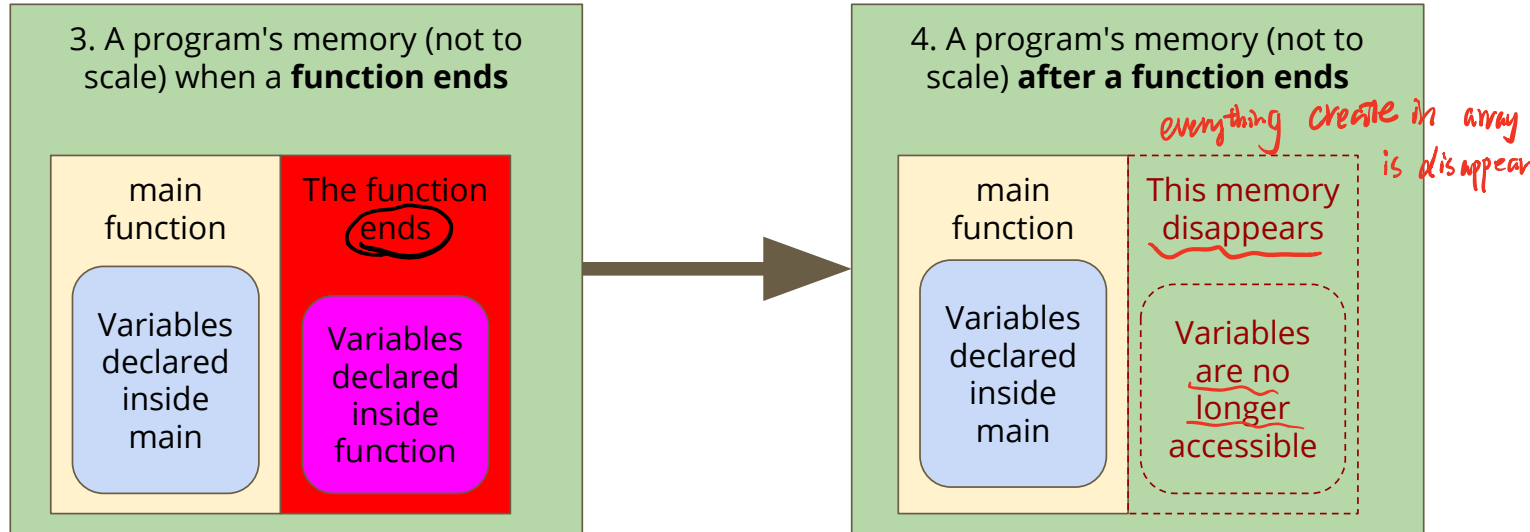 3. A program's memory (not to
scale) when a function ends
main
function
The function
ends
Variables
declared
inside
main
Variables
declared
inside
function
4. A program's memory (not to
scale) after a function ends
everything create in array
is disappear
main
function
This memory
disappears
Variables
declared
inside
main
Variables
are no
longer
accessible